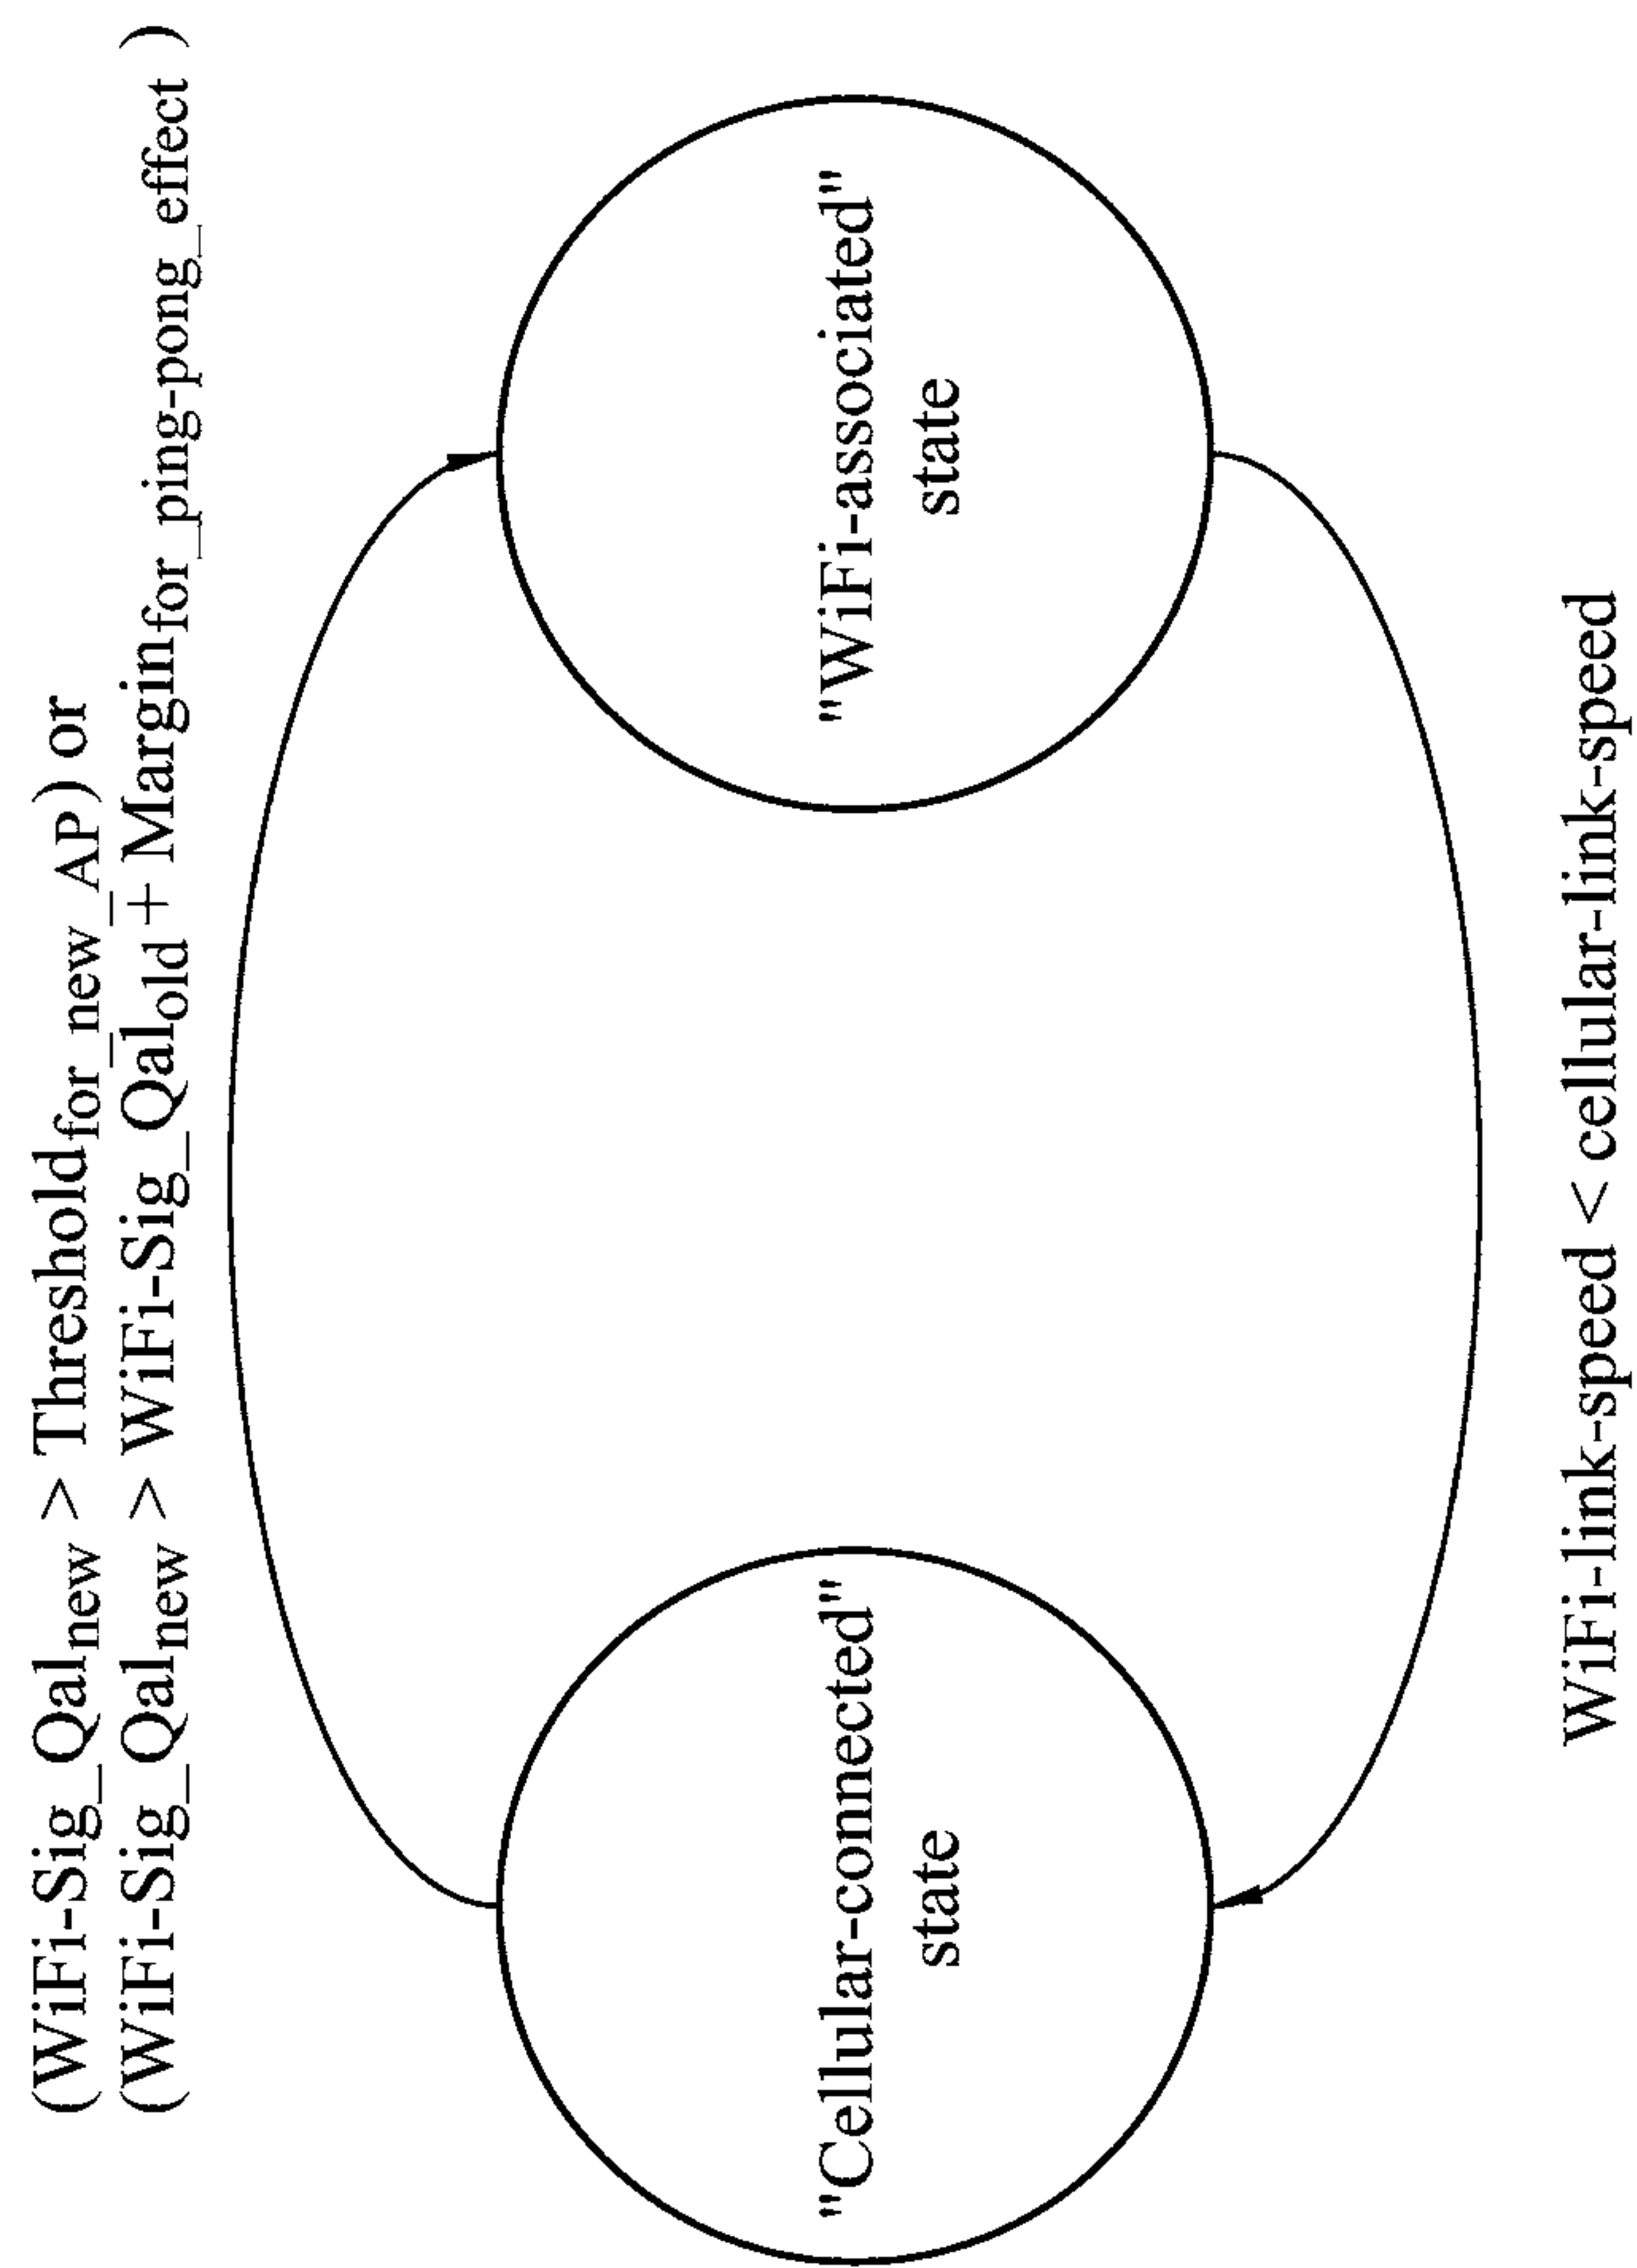 (WiFi-Sig_Qalnew > Thresholdfor_new_AP) or
(WiFi-Sig_Qalnew > WiFi-Sig_Qalold + Marginfor_ping-pong_effect )
"Cellular-connected"
state
"WiFi-associated"
state
WiFi-link-speed < cellular-link-speed